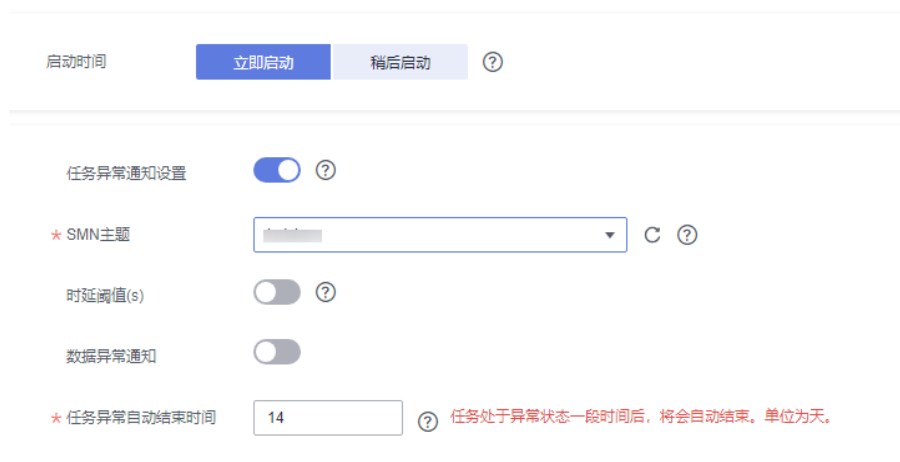 启动时间 立即启动 稍后启动
任务异常通知设置
* SMN主题
时延阈值(s)
数据异常通知
* 任务异常自动结束时间 14 任务处于异常状态一段时间后，将会自动结束。单位为天。